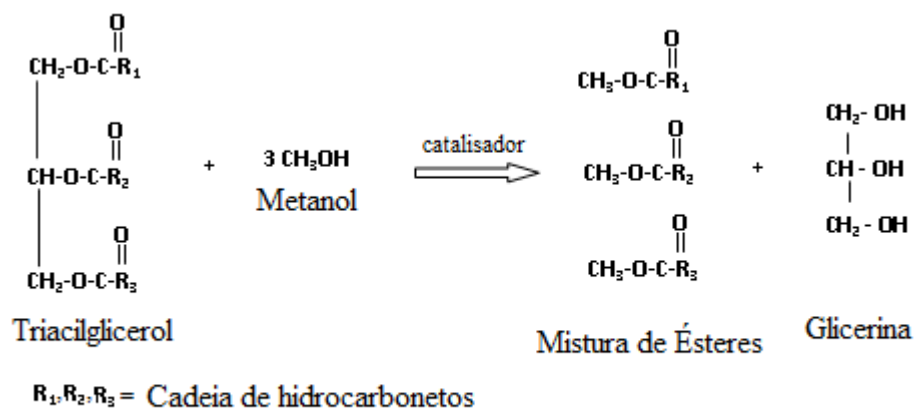 O
||
CH₂-O-C-R₁
O
||
CH-O-C-R₂
O
||
CH₂-O-C-R₃
Triacilglicerol
+
3 CH₃OH
Metanol
catalisador
O
||
CH₃-O-C-R₁
O
||
CH₃-O-C-R₂
O
||
CH₃-O-C-R₃
Mistura de Ésteres
+
CH₂- OH
CH - OH
CH₂ - OH
Glicerina
R₁,R₂,R₃ = Cadeia de hidrocarbonetos